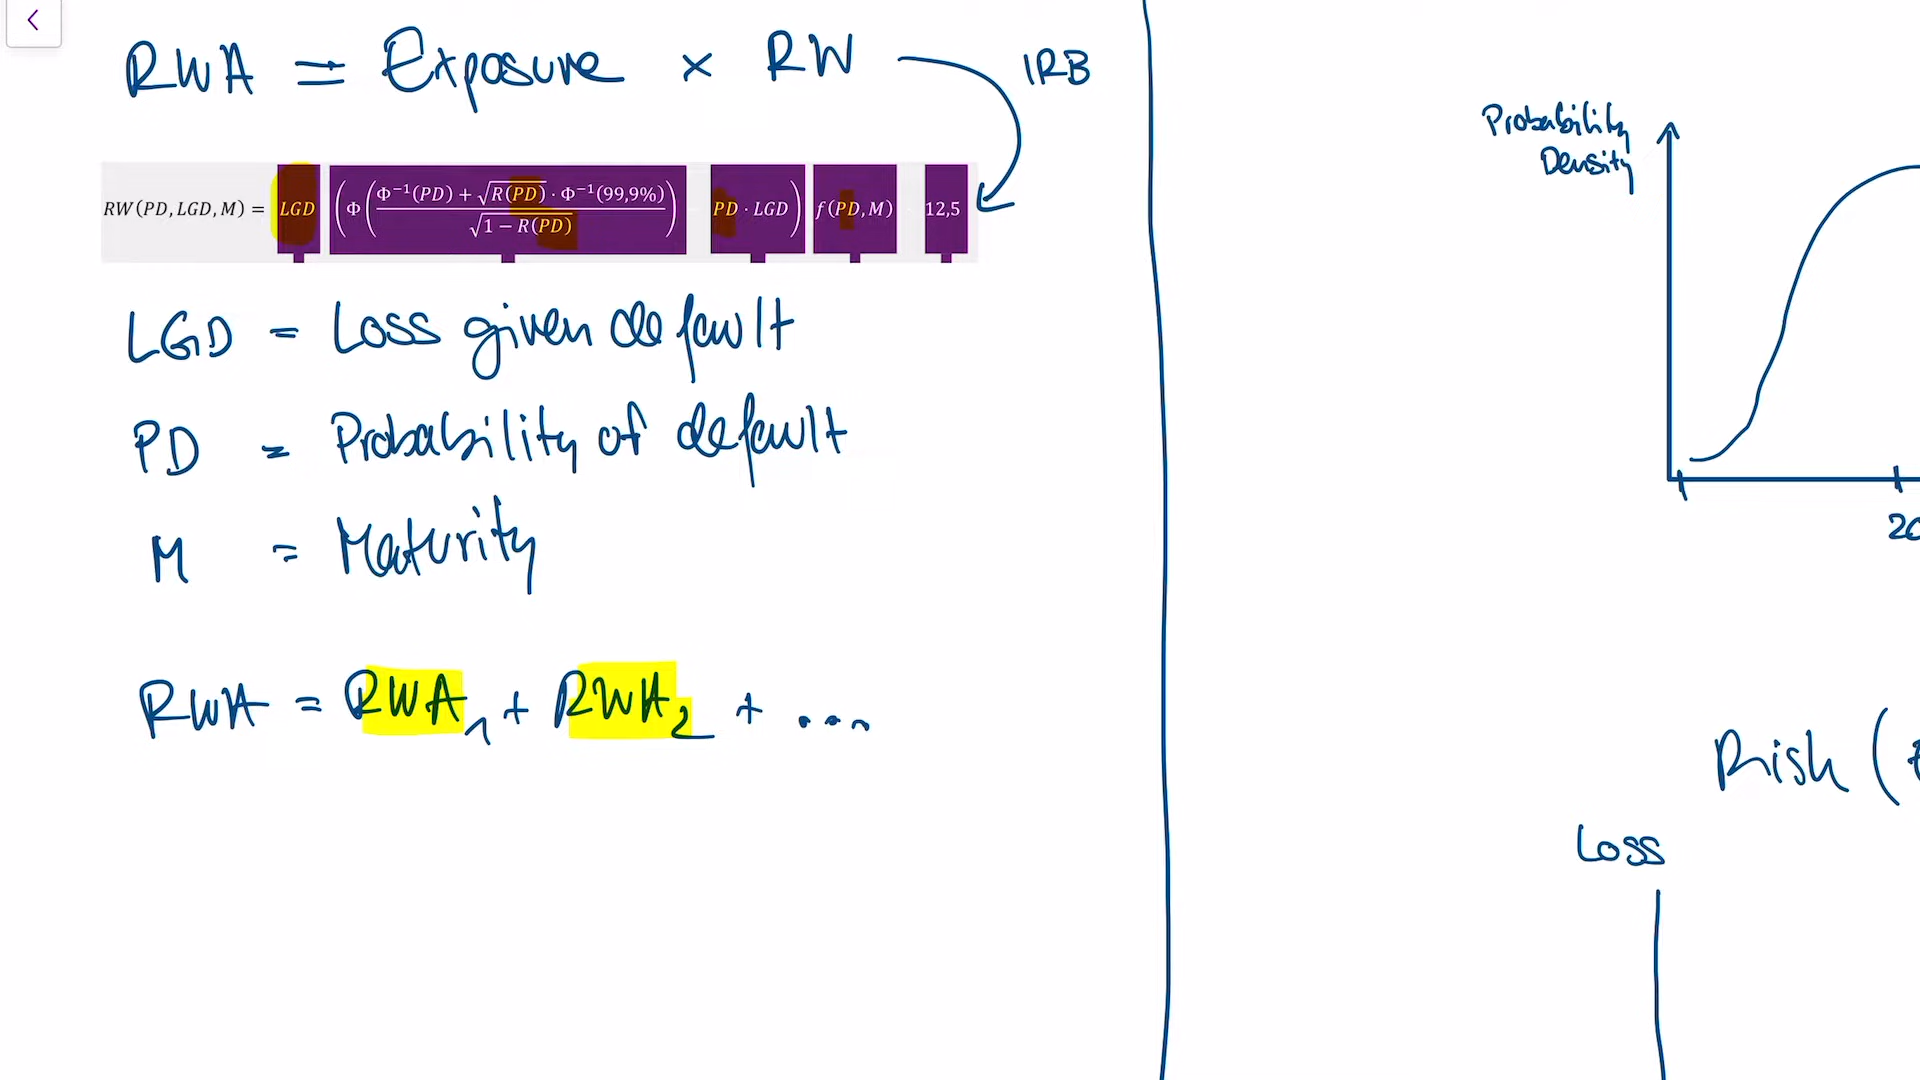 RWA = Exposure × RW
IRB
RW(PD, LGD, M) = LGD (Φ(Φ⁻¹(PD) + √R(PD) · Φ⁻¹(99,9%) / √1 − R(PD)) PD · LGD) f(PD, M) 12,5
LGD = Loss given default
PD = Probability of default
M = Maturity
RWA = RWA₁ + RWA₂ + ...
Probability
Density
20
Risk (
Loss